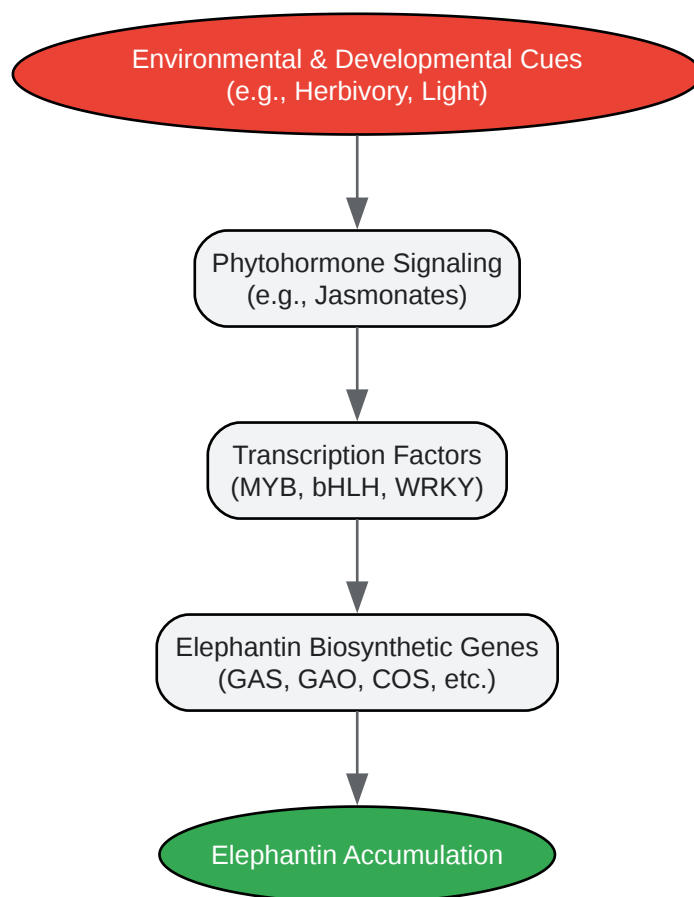 Environmental & Developmental Cues
(e.g., Herbivory, Light)
Phytohormone Signaling
(e.g., Jasmonates)
Transcription Factors
(MYB, bHLH, WRKY)
Elephantin Biosynthetic Genes
(GAS, GAO, COS, etc.)
Elephantin Accumulation